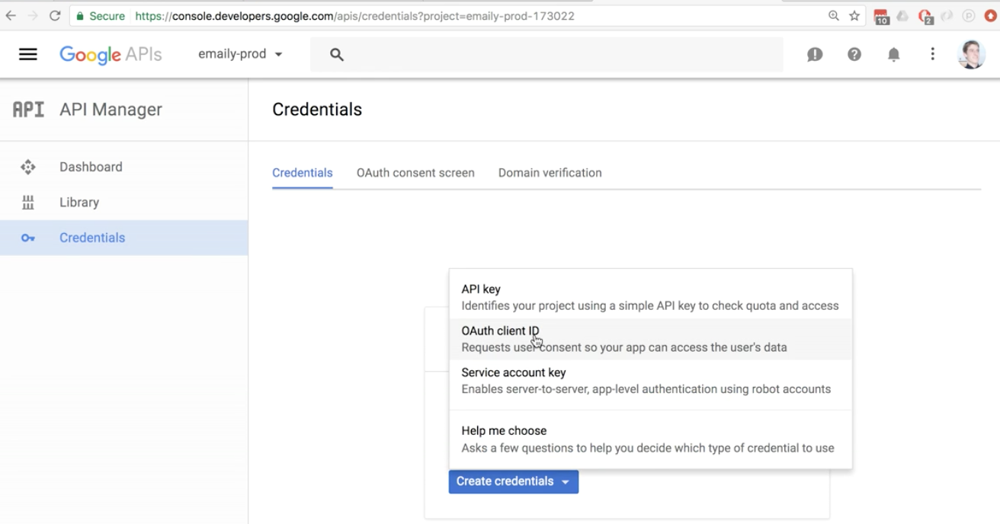 Secure https://console.developers.google.com/apis/credentials?project=emaily-prod-173022
10
2
Google APIs emaily-prod
API API Manager
Credentials
Dashboard
Library
Credentials
Credentials OAuth consent screen Domain verification
API key
Identifies your project using a simple API key to check quota and access
OAuth client ID
Requests user consent so your app can access the user's data
Service account key
Enables server-to-server, app-level authentication using robot accounts
Help me choose
Asks a few questions to help you decide which type of credential to use
Create credentials